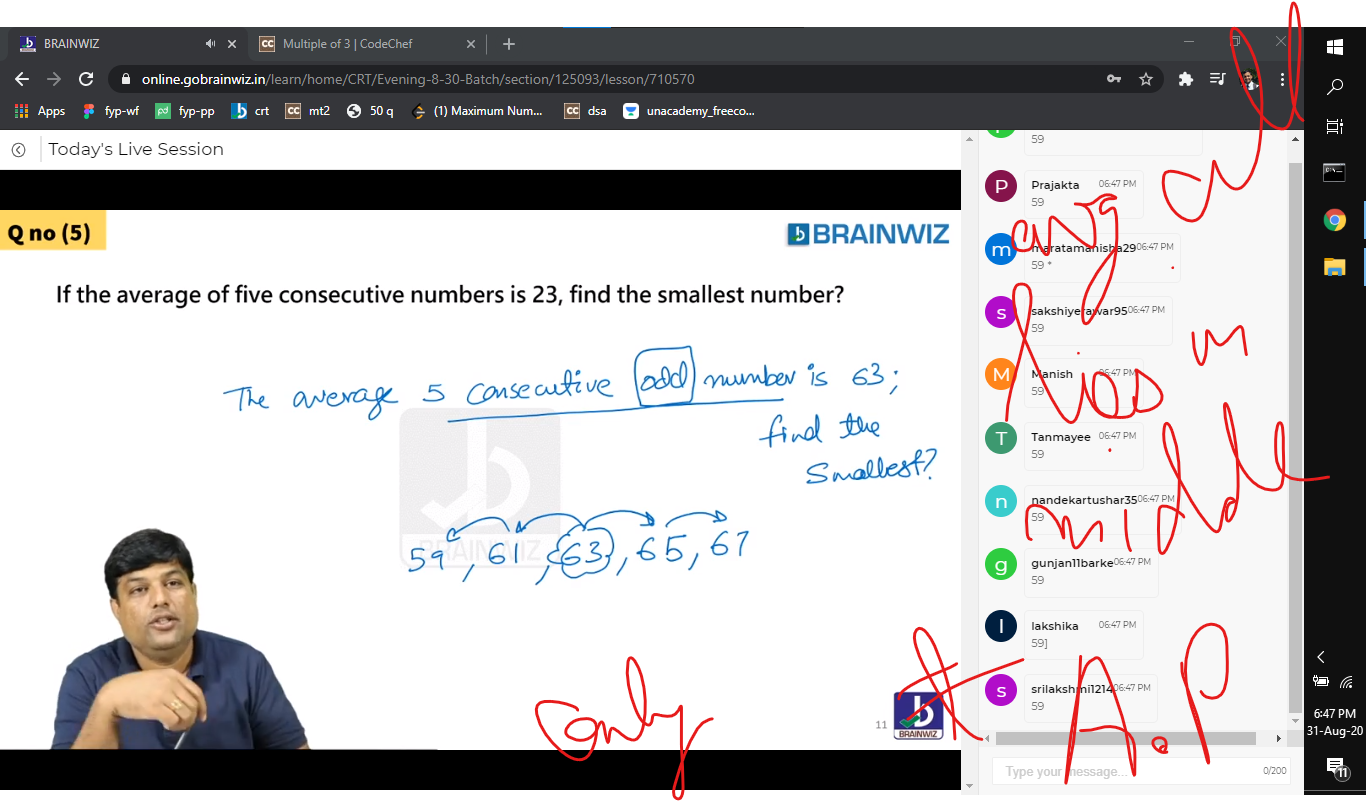 BRAINWIZ
Multiple of 3 | CodeChef
online.gobrainwiz.in/learn/home/CRT/Evening-8-30-Batch/section/125093/lesson/710570
Apps fyp-wf fyp-pp crt mt2 50 q (1) Maximum Num... dsa unacademy_freeco...
Today's Live Session
Q no (5)
BRAINWIZ
If the average of five consecutive numbers is 23, find the smallest number?
The average 5 consecutive odd number is 63;
find the
smallest?
59, 61, 63, 65, 67
BRAINWIZ
11
BRAINWIZ
59
P Prajakta 06:47 PM
59
m maratamanisha29 06:47 PM
59 *
s sakshiyerawar95 06:47 PM
59
M Manish 06:47 PM
59
T Tanmayee 06:47 PM
59
n nandekartushar35 06:47 PM
59
g gunjan11barke 06:47 PM
59
l lakshika 06:47 PM
59]
s srilakshmi1214 06:47 PM
59
Type your message... 0/200
avg will
lies in
middle
only
A.P
6:47 PM
31-Aug-20
11